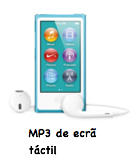 MP3 de ecrã
táctil